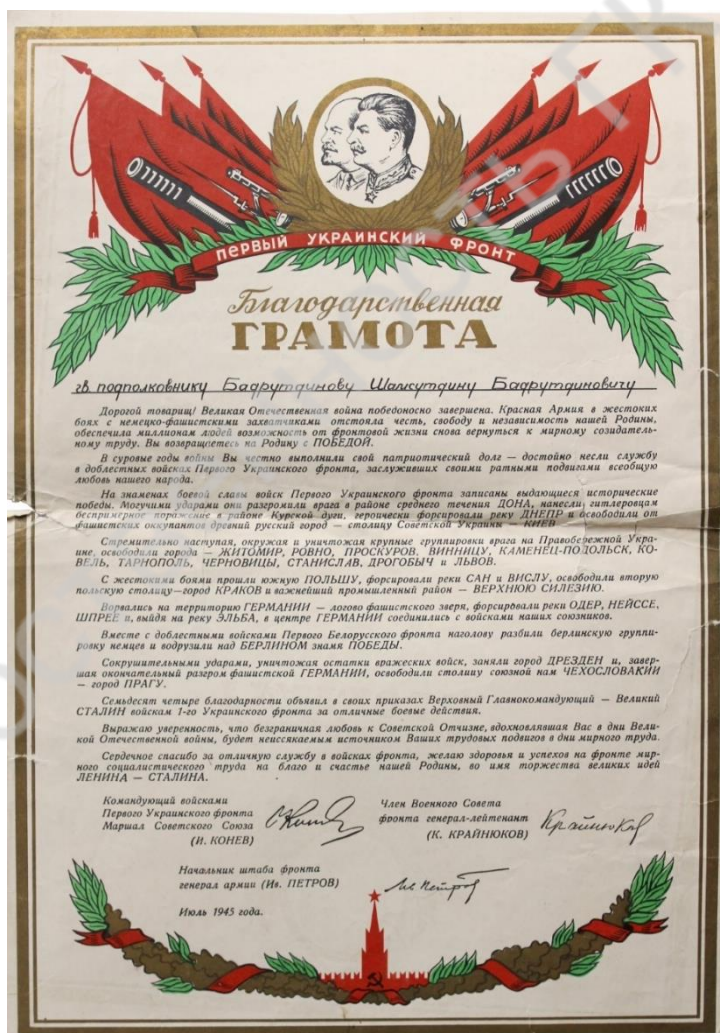 ПЕРВЫЙ УКРАИНСКИЙ ФРОНТ
Благодарственная
ГРАМОТА
гв. подполковнику Бадрутдинову Шамсутдину Бадрутдиновичу
Дорогой товарищ! Великая Отечественная война победоносно завершена. Красная Армия в жестоких
боях с немецко-фашистскими захватчиками отстояла честь, свободу и независимость нашей Родины,
обеспечила миллионам людей возможность от фронтовой жизни снова вернуться к мирному созидатель-
ному труду. Вы возвращаетесь на Родину с ПОБЕДОЙ.
В суровые годы войны Вы честно выполнили свой патриотический долг — достойно несли службу
в доблестных войсках Первого Украинского фронта, заслуживших своими ратными подвигами всеобщую
любовь нашего народа.
На знаменах боевой славы войск Первого Украинского фронта записаны выдающиеся исторические
победы. Могучими ударами они разгромили врага в районе среднего течения ДОНА, нанесли гитлеровцам
беспримерное поражение в районе Курской дуги, героически форсировали реку ДНЕПР и освободили от
фашистских оккупантов древний русский город — столицу Советской Украины — КИЕВ.
Стремительно наступая, окружая и уничтожая крупные группировки врага на Правобережной Укра-
ине, освободили города — ЖИТОМИР, РОВНО, ПРОСКУРОВ, ВИННИЦУ, КАМЕНЕЦ-ПОДОЛЬСК, КО-
ВЕЛЬ, ТАРНОПОЛЬ, ЧЕРНОВИЦЫ, СТАНИСЛАВ, ДРОГОБЫЧ и ЛЬВОВ.
С жестокими боями прошли южную ПОЛЬШУ, форсировали реки САН и ВИСЛУ, освободили вторую
польскую столицу—город КРАКОВ и важнейший промышленный район — ВЕРХНЮЮ СИЛЕЗИЮ.
Ворвались на территорию ГЕРМАНИИ — логово фашистского зверя, форсировали реки ОДЕР, НЕЙССЕ,
ШПРЕЕ и, выйдя на реку ЭЛЬБА, в центре ГЕРМАНИИ соединились с войсками наших союзников.
Вместе с доблестными войсками Первого Белорусского фронта наголову разбили берлинскую группи-
ровку немцев и водрузили над БЕРЛИНОМ знамя ПОБЕДЫ.
Сокрушительными ударами, уничтожая остатки вражеских войск, заняли город ДРЕЗДЕН и, завер-
шая окончательный разгром фашистской ГЕРМАНИИ, освободили столицу союзной нам ЧЕХОСЛОВАКИИ
— город ПРАГУ.
Семьдесят четыре благодарности объявил в своих приказах Верховный Главнокомандующий — Великий
СТАЛИН войскам 1-го Украинского фронта за отличные боевые действия.
Выражаю уверенность, что безграничная любовь к Советской Отчизне, вдохновлявшая Вас в дни Вели-
кой Отечественной войны, будет неиссякаемым источником Ваших трудовых подвигов в дни мирного труда.
Сердечное спасибо за отличную службу в войсках фронта, желаю здоровья и успехов на фронте мир-
ного социалистического труда на благо и счастье нашей Родины, во имя торжества великих идей
ЛЕНИНА — СТАЛИНА.
Командующий войсками
Первого Украинского фронта
Маршал Советского Союза
(И. КОНЕВ)
Член Военного Совета
фронта генерал-лейтенант
(К. КРАЙНЮКОВ)
Крайнюков
Начальник штаба фронта
генерал армии (Ив. ПЕТРОВ)
Ив Петров
Июль 1945 года.